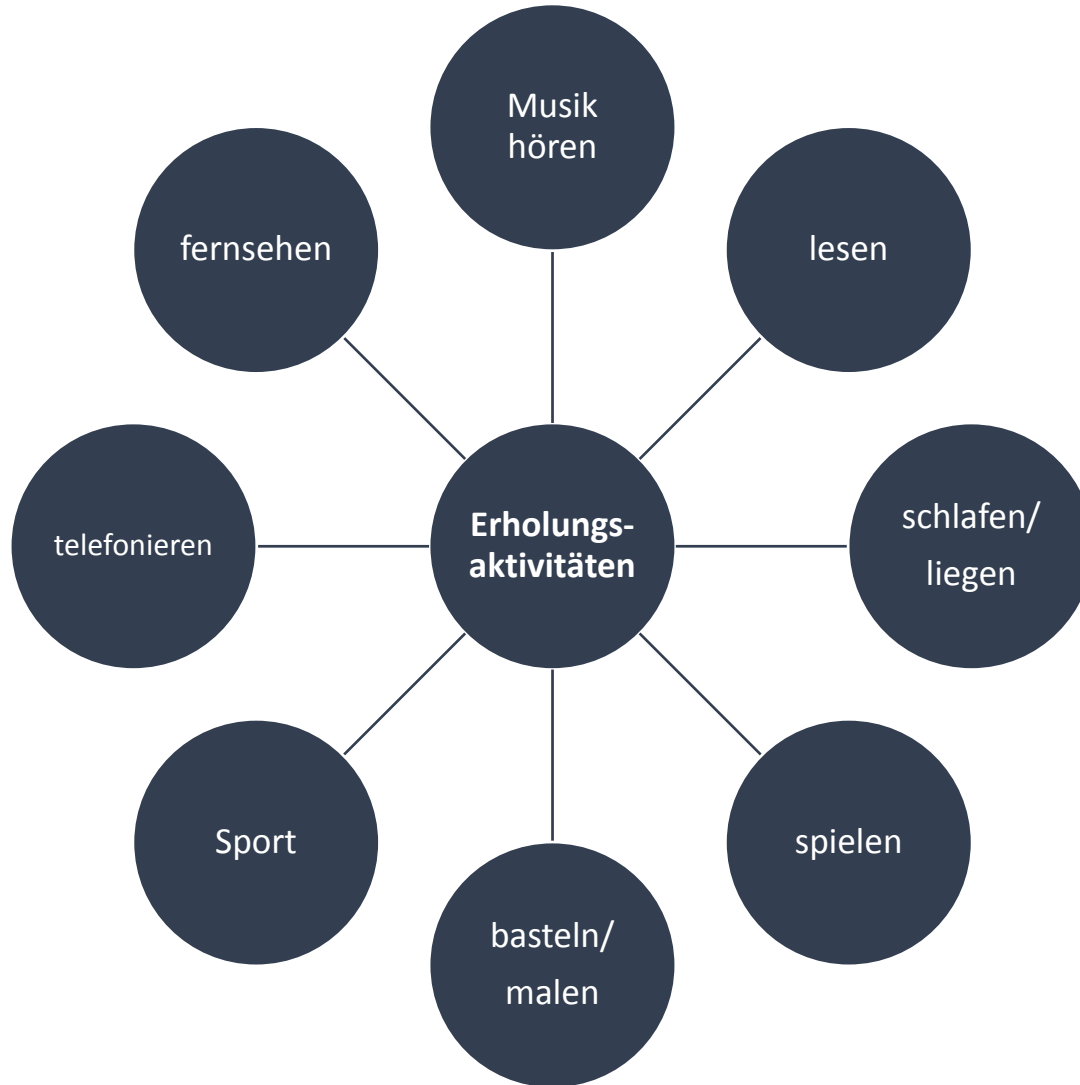 Musik
hören
lesen
schlafen/
liegen
spielen
basteln/
malen
Sport
telefonieren
fernsehen
Erholungs-
aktivitäten